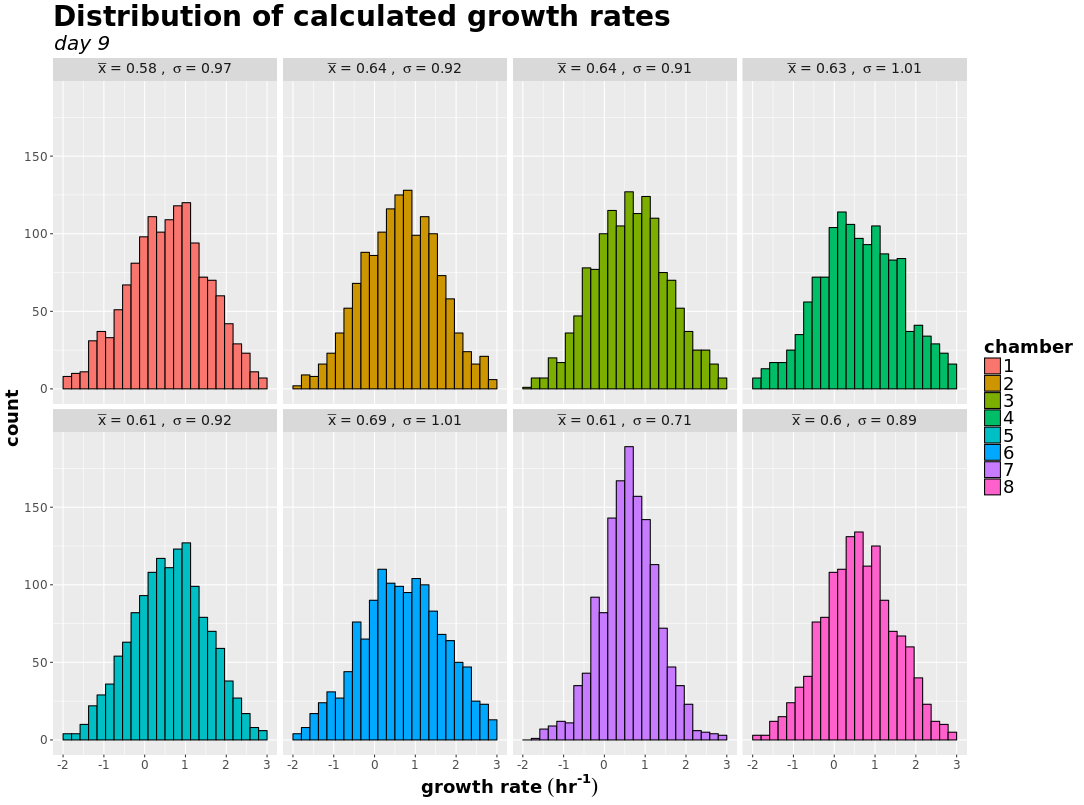 Distribution of calculated growth rates
day 9
x̅ = 0.58 , σ = 0.97
x̅ = 0.64 , σ = 0.92
x̅ = 0.64 , σ = 0.91
x̅ = 0.63 , σ = 1.01
150
100
50
0
count
x̅ = 0.61 , σ = 0.92
x̅ = 0.69 , σ = 1.01
x̅ = 0.61 , σ = 0.71
x̅ = 0.6 , σ = 0.89
150
100
50
0
-2 -1 0 1 2 3
-2 -1 0 1 2 3
-2 -1 0 1 2 3
-2 -1 0 1 2 3
growth rate (hr⁻¹)
chamber
1
2
3
4
5
6
7
8